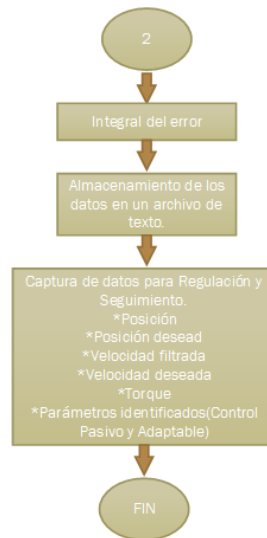 2
Integral del error
Almacenamiento de los
datos en un archivo de
texto.
Captura de datos para Regulación y
Seguimiento.
*Posición
*Posición desead
*Velocidad filtrada
*Velocidad deseada
*Torque
*Parámetros identificados(Control
Pasivo y Adaptable)
FIN